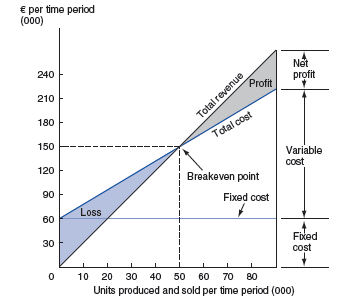 € per time period
(000)
240
210
180
150
120
90
60
30
0
10 20 30 40 50 60 70 80
Units produced and sold per time period (000)
Total revenue
Profit
Total cost
Breakeven point
Fixed cost
Loss
Net
profit
Variable
cost
Fixed
cost